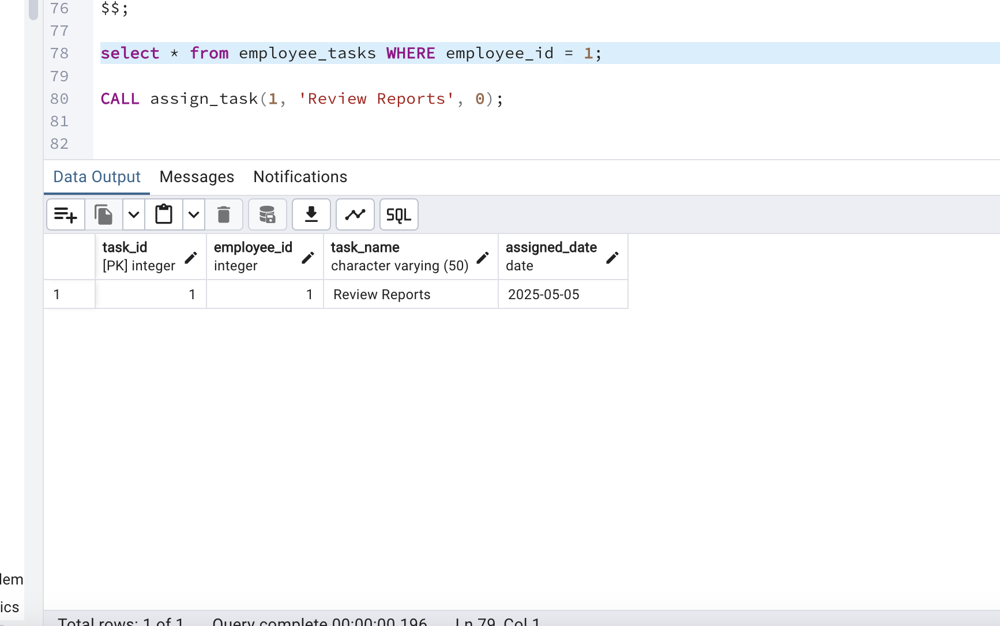 76 $$;
77
78 select * from employee_tasks WHERE employee_id = 1;
79
80 CALL assign_task(1, 'Review Reports', 0);
81
82
Data Output Messages Notifications
SQL
task_id employee_id task_name assigned_date
[PK] integer integer character varying (50) date
1 1 1 Review Reports 2025-05-05
lem
ics
Total rows: 1 of 1 Query complete 00:00:00.196 Ln 79, Col 1